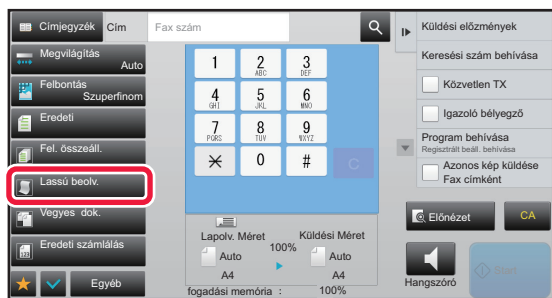 Címjegyzék
Cím
Fax szám
Megvilágítás
Auto
Felbontás
Szuperfinom
Eredeti
Fel. összeáll.
Lassú beolv.
Vegyes dok.
Eredeti számlálás
Egyéb
1
2
ABC
3
DEF
4
GHI
5
JKL
6
MNO
7
PQRS
8
TUV
9
WXYZ
0
#
C
Lapolv. Méret
100%
Küldési Méret
Auto
Auto
A4
A4
fogadási memória : 100%
Küldési előzmények
Keresési szám behívása
Közvetlen TX
Igazoló bélyegző
Program behívása
Regisztrált beáll. behívása
Azonos kép küldése
Fax címként
Előnézet
CA
Hangszóró
Start